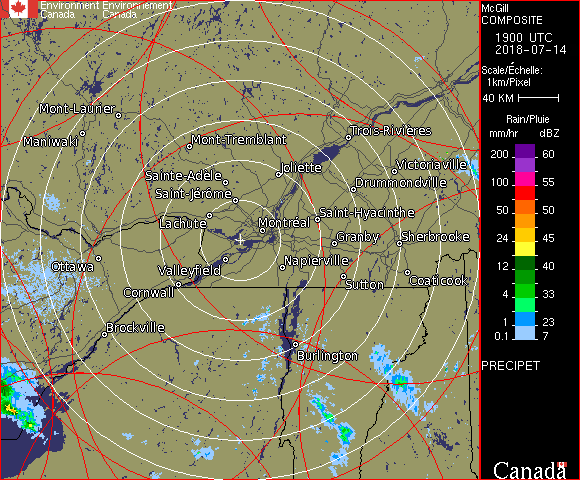 Environment Environnement
Canada Canada
McGill
COMPOSITE
1900 UTC
2018-07-14
Scale/Échelle:
1km/Pixel
40 KM
Rain/Pluie
mm/hr dBZ
200 60
55
100 55
50 50
24 45
12 40
4 33
1 23
0.1 7
PRECIPET
Canada
Mont-Laurier
Maniwaki
Mont-Tremblant
Trois-Rivières
Sainte-Adèle
Joliette
Victoriaville
Saint-Jérôme
Drummondville
Lachute
Montréal
Saint-Hyacinthe
Granby
Sherbrooke
Ottawa
Valleyfield
Napierville
Cornwall
Sutton
Coaticook
Brockville
Burlington